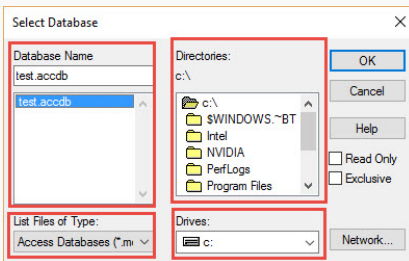 Select Database
Database Name
test.accdb
test.accdb
List Files of Type:
Access Databases (*.m
Directories:
c:\
c:\
$WINDOWS.~BT
Intel
NVIDIA
PerfLogs
Program Files
Drives:
c:
OK
Cancel
Help
Read Only
Exclusive
Network...